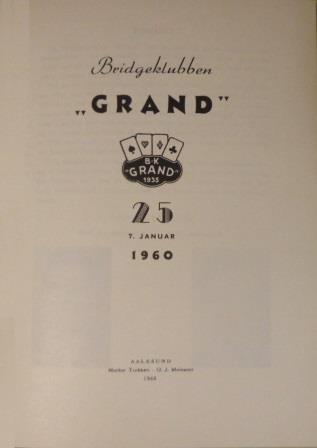 Bridgeklubben
„GRAND"
B-K
"GRAND"
1935
25
7. JANUAR
1960
AALESUND
1960